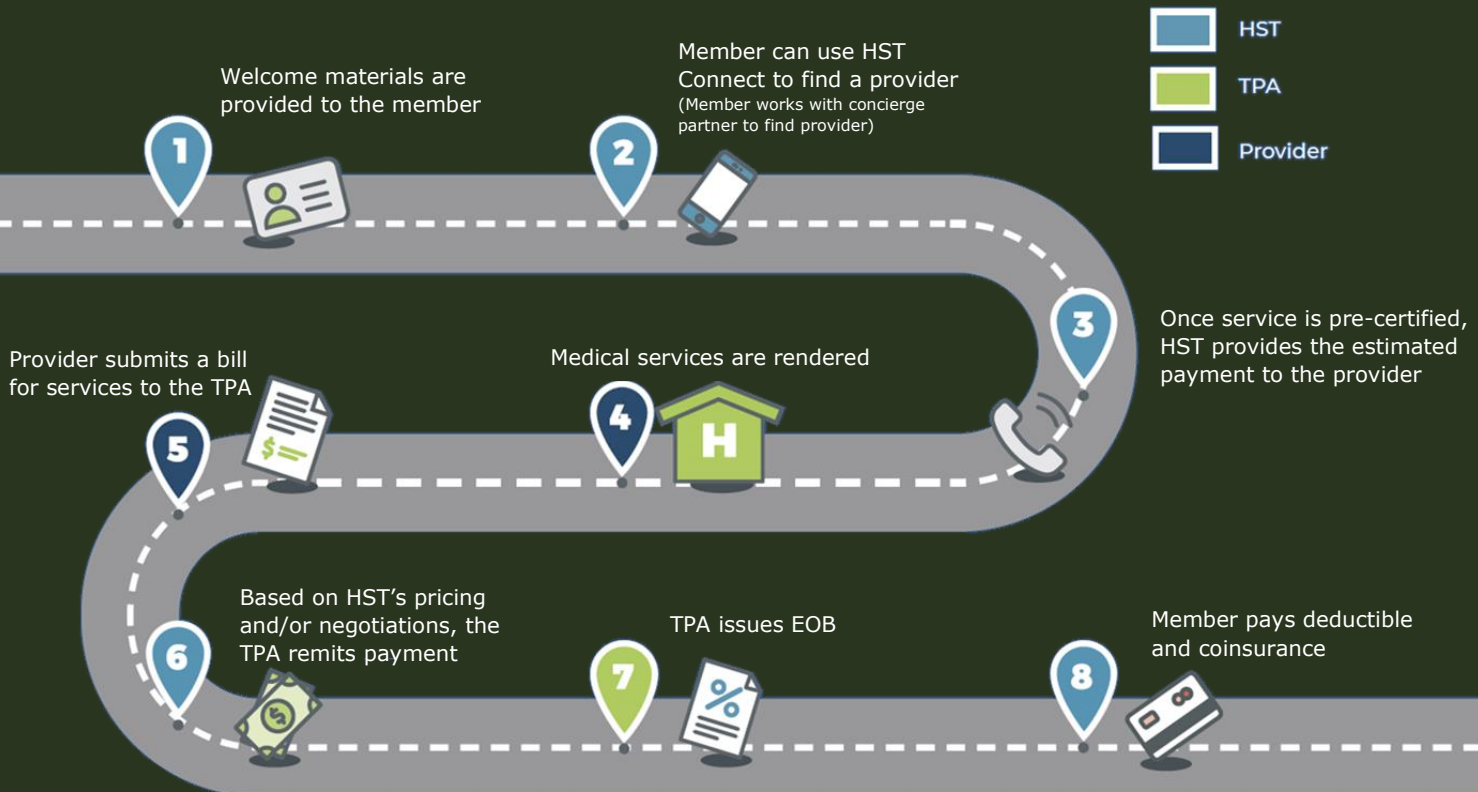 HST
TPA
Provider
Welcome materials are
provided to the member
1
Member can use HST
Connect to find a provider
(Member works with concierge
partner to find provider)
2
3
Once service is pre-certified,
HST provides the estimated
payment to the provider
Medical services are rendered
4
H
Provider submits a bill
for services to the TPA
5
$
Based on HST’s pricing
and/or negotiations, the
TPA remits payment
6
$
TPA issues EOB
7
%
Member pays deductible
and coinsurance
8